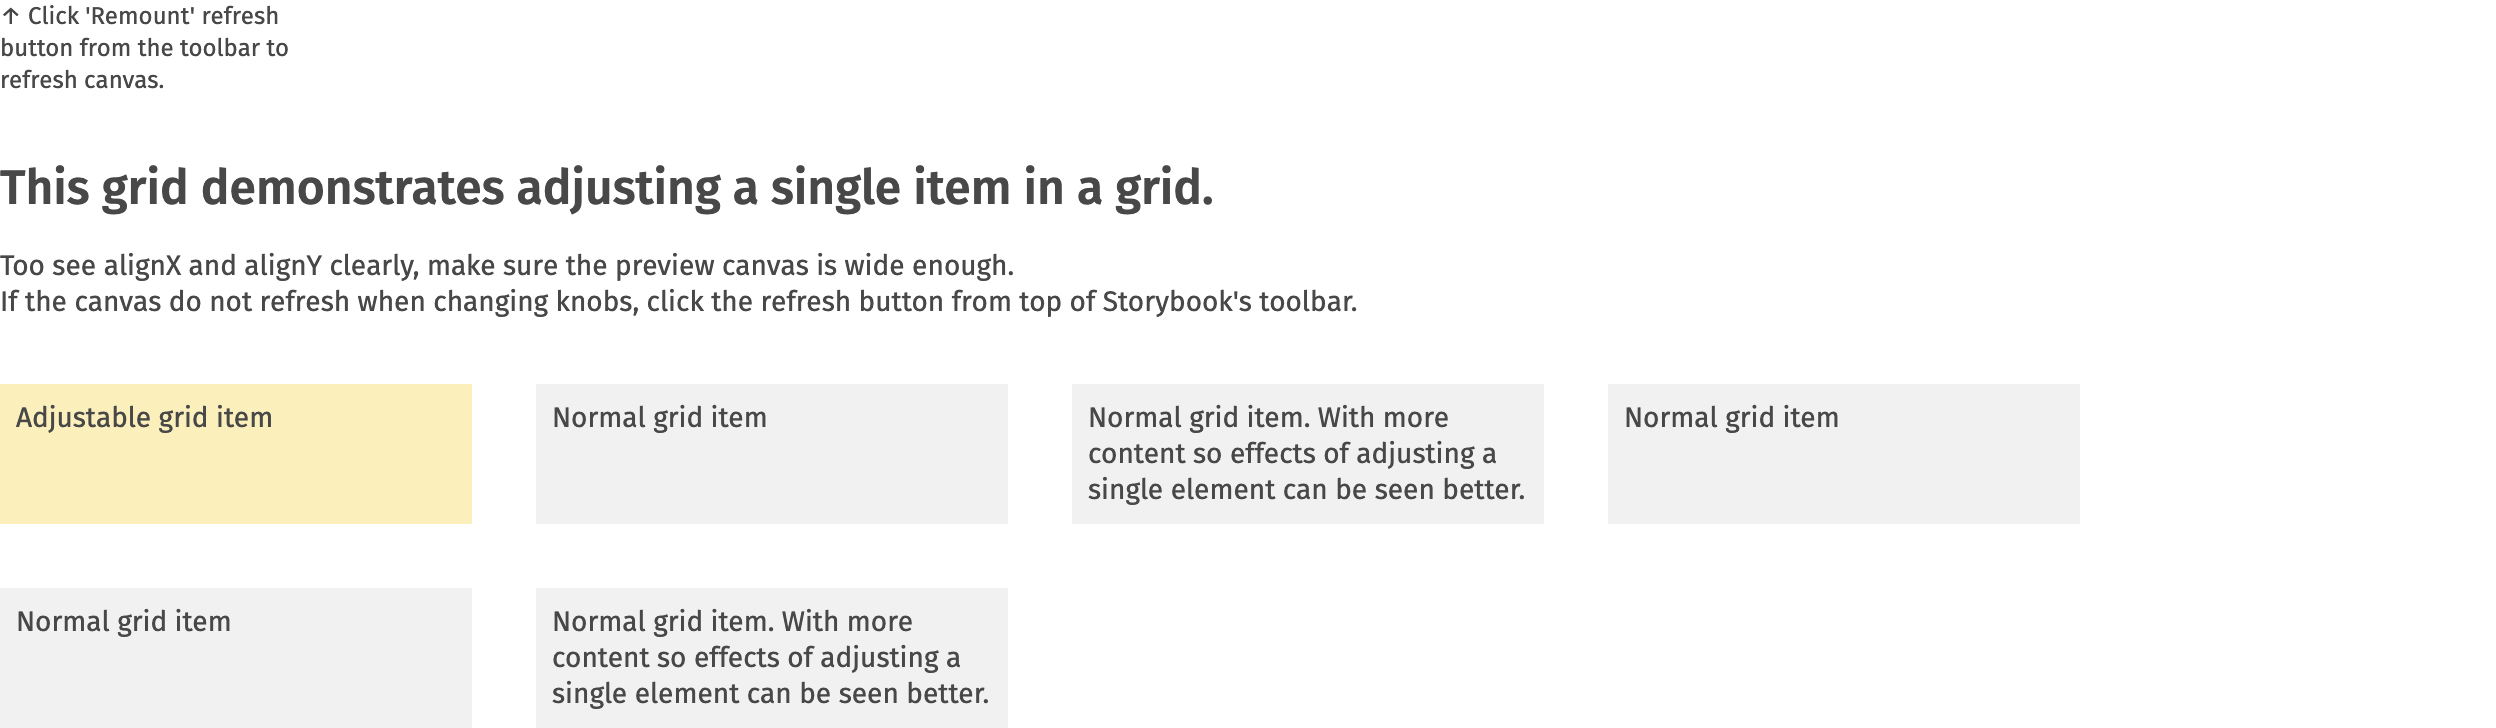 ↑ Click 'Remount' refresh
button from the toolbar to
refresh canvas.
This grid demonstrates adjusting a single item in a grid.
Too see alignX and alignY clearly, make sure the preview canvas is wide enough.
If the canvas do not refresh when changing knobs, click the refresh button from top of Storybook's toolbar.
Adjustable grid item
Normal grid item
Normal grid item. With more
content so effects of adjusting a
single element can be seen better.
Normal grid item
Normal grid item
Normal grid item. With more
content so effects of adjusting a
single element can be seen better.